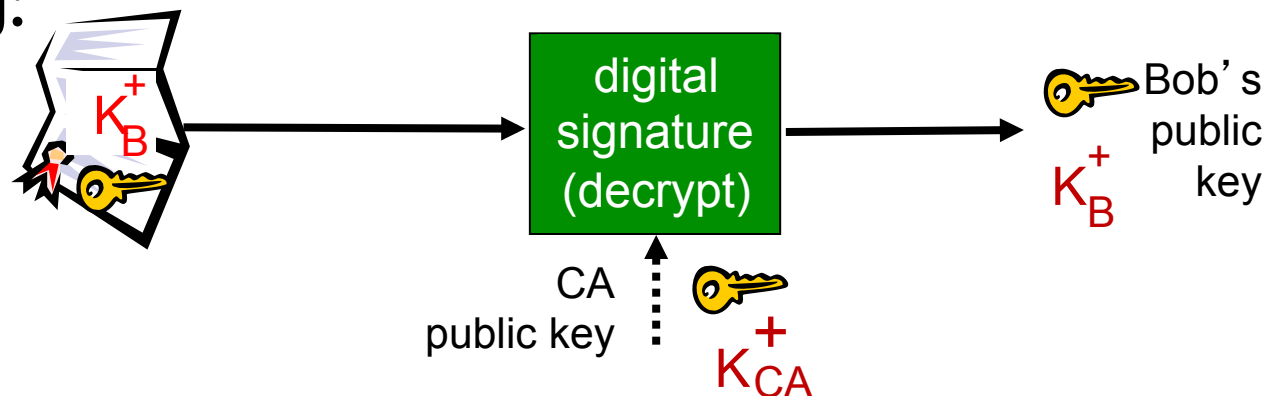 K_B^+
digital
signature
(decrypt)
Bob's
public
key
K_B^+
CA
public key
K_CA^+